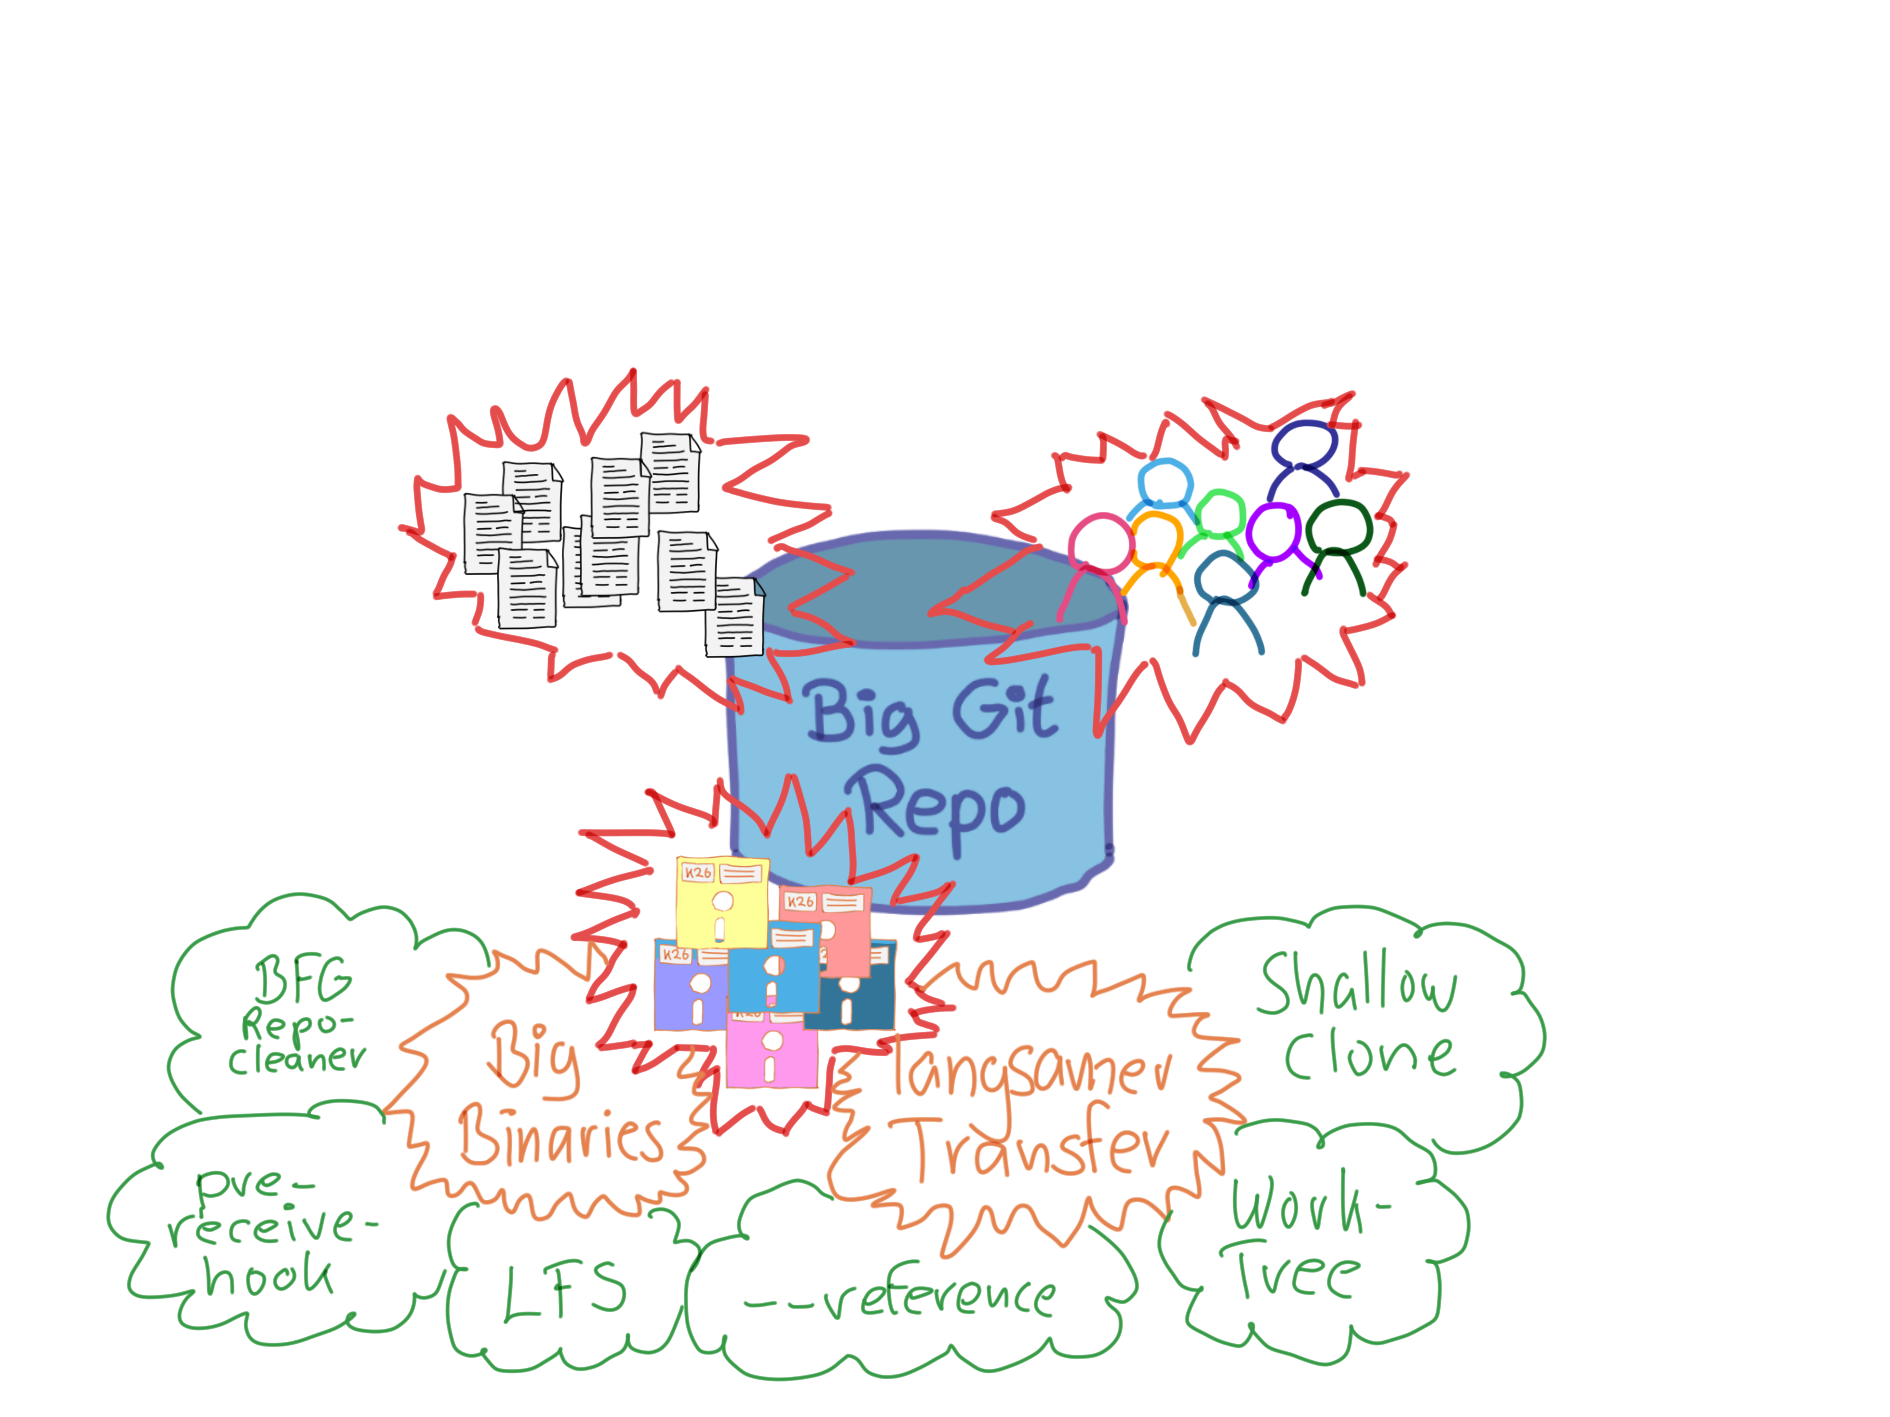 Big Git
Repo
K26
K26
K26
K26
BFG
Repo-
cleaner
Big
Binaries
langsamer
Transfer
Shallow
Clone
pre-
receive-
hook
LFS
--reference
Work-
Tree